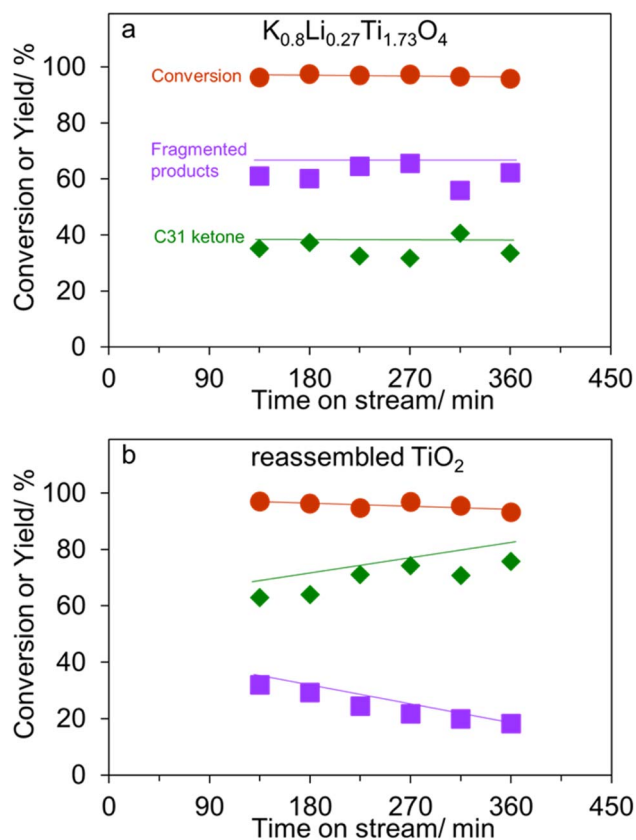 a
K₀.₈Li₀.₂₇Ti₁.₇₃O₄
Conversion or Yield/ %
100
80
60
40
20
0
Conversion
Fragmented
products
C31 ketone
0 90 180 270 360 450
Time on stream/ min
b
reassembled TiO₂
Conversion or Yield/ %
100
80
60
40
20
0
0 90 180 270 360 450
Time on stream/ min